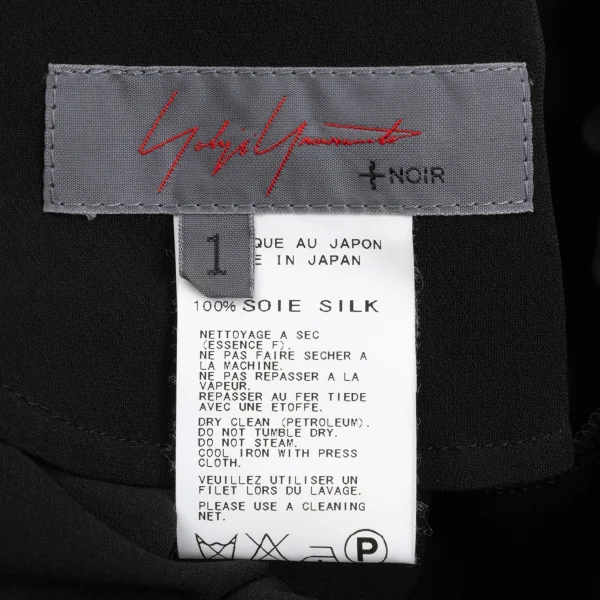 Yohji Yamamoto
+NOIR
1
QUE AU JAPON
E IN JAPAN
100% SOIE SILK
NETTOYAGE A SEC
(ESSENCE F).
NE PAS FAIRE SECHER A
LA MACHINE.
NE PAS REPASSER A LA
VAPEUR.
REPASSER AU FER TIEDE
AVEC UNE ETOFFE.
DRY CLEAN (PETROLEUM).
DO NOT TUMBLE DRY.
DO NOT STEAM.
COOL IRON WITH PRESS
CLOTH.
VEUILLEZ UTILISER UN
FILET LORS DU LAVAGE.
PLEASE USE A CLEANING
NET.
P